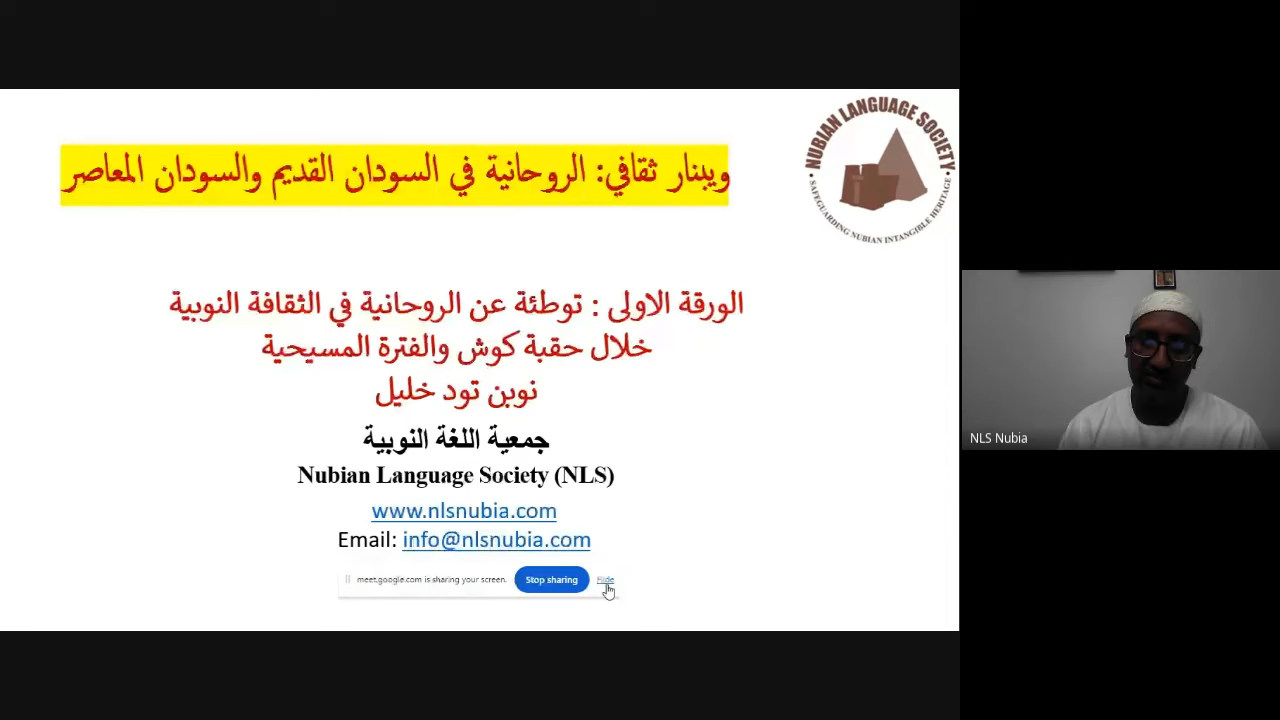 ويبنار ثقافي: الروحانية في السودان القديم والسودان المعاصر
NUBIAN LANGUAGE SOCIETY
• SAFEGUARDING NUBIAN INTANGIBLE HERITAGE •
الورقة الاولى : توطئة عن الروحانية في الثقافة النوبية
خلال حقبة كوش والفترة المسيحية
نوبن تود خليل
جمعية اللغة النوبية
Nubian Language Society (NLS)
www.nlsnubia.com
Email: info@nlsnubia.com
meet.google.com is sharing your screen. Stop sharing Hide
NLS Nubia